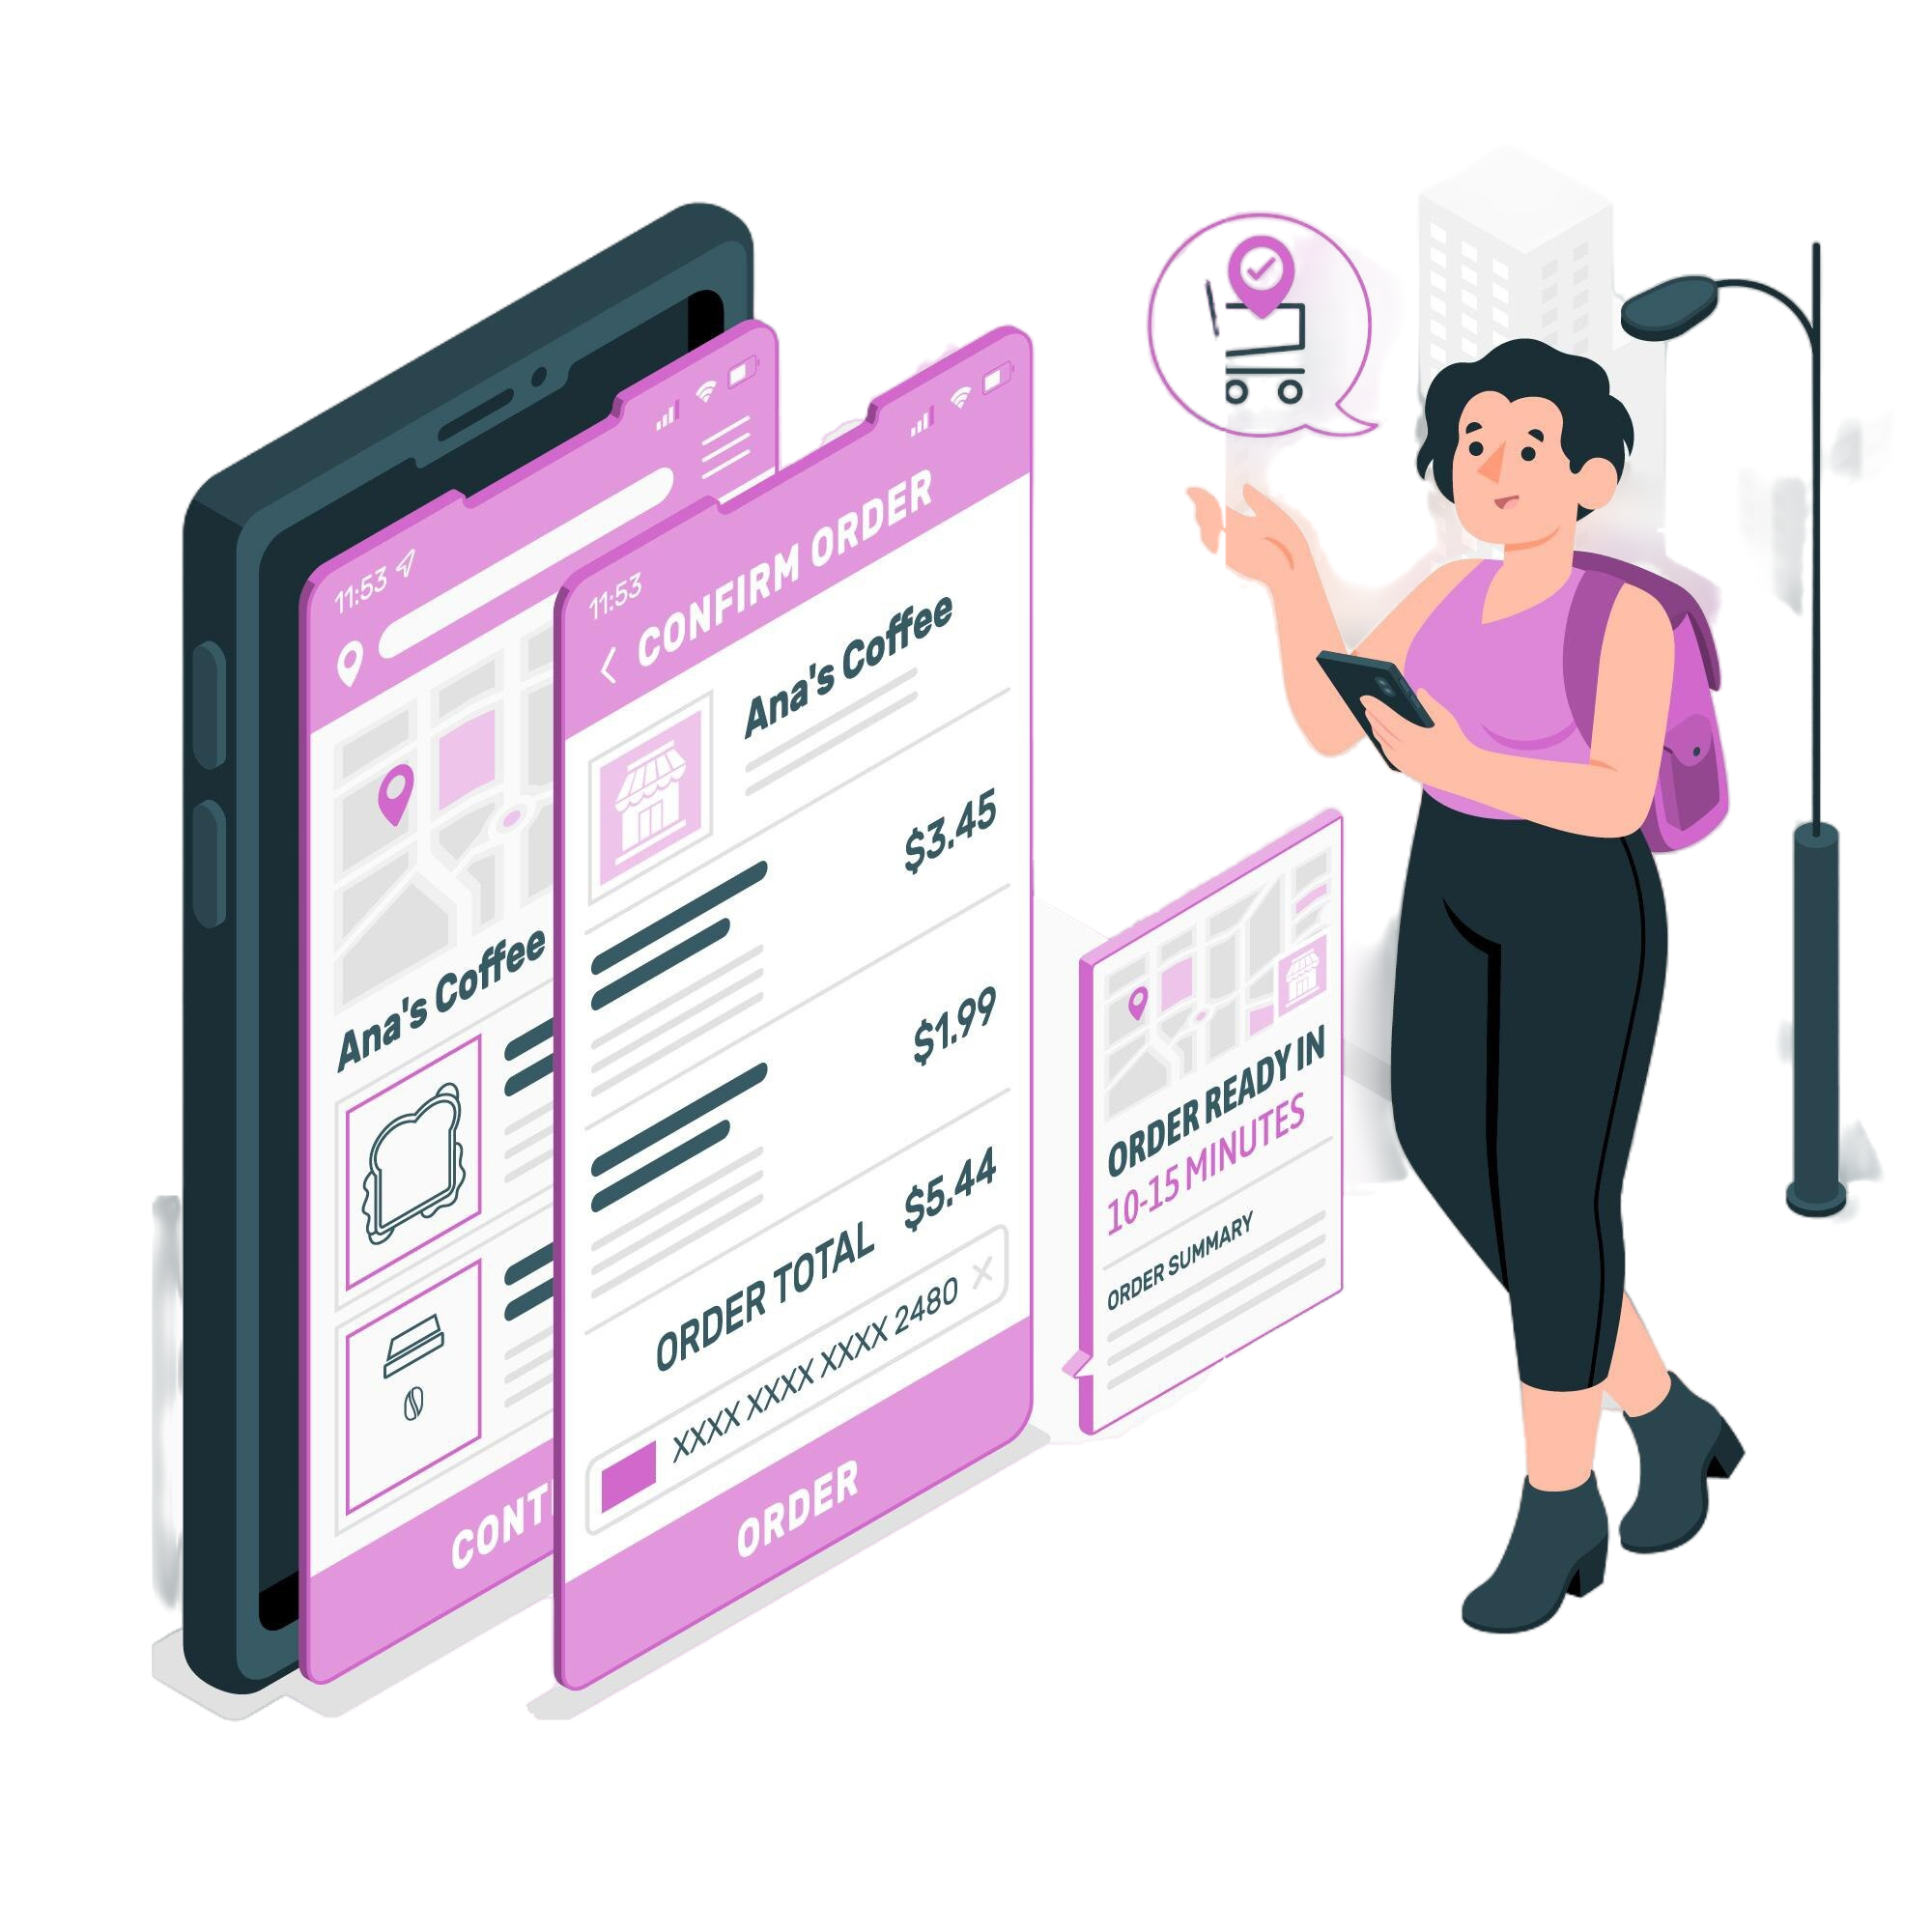 11:53
Ana's Coffee
11:53
CONFIRM ORDER
Ana's Coffee
$3.45
$1.99
ORDER TOTAL $5.44
XXXX XXXX XXXX 2480 X
ORDER
ORDER READY IN
10-15 MINUTES
ORDER SUMMARY